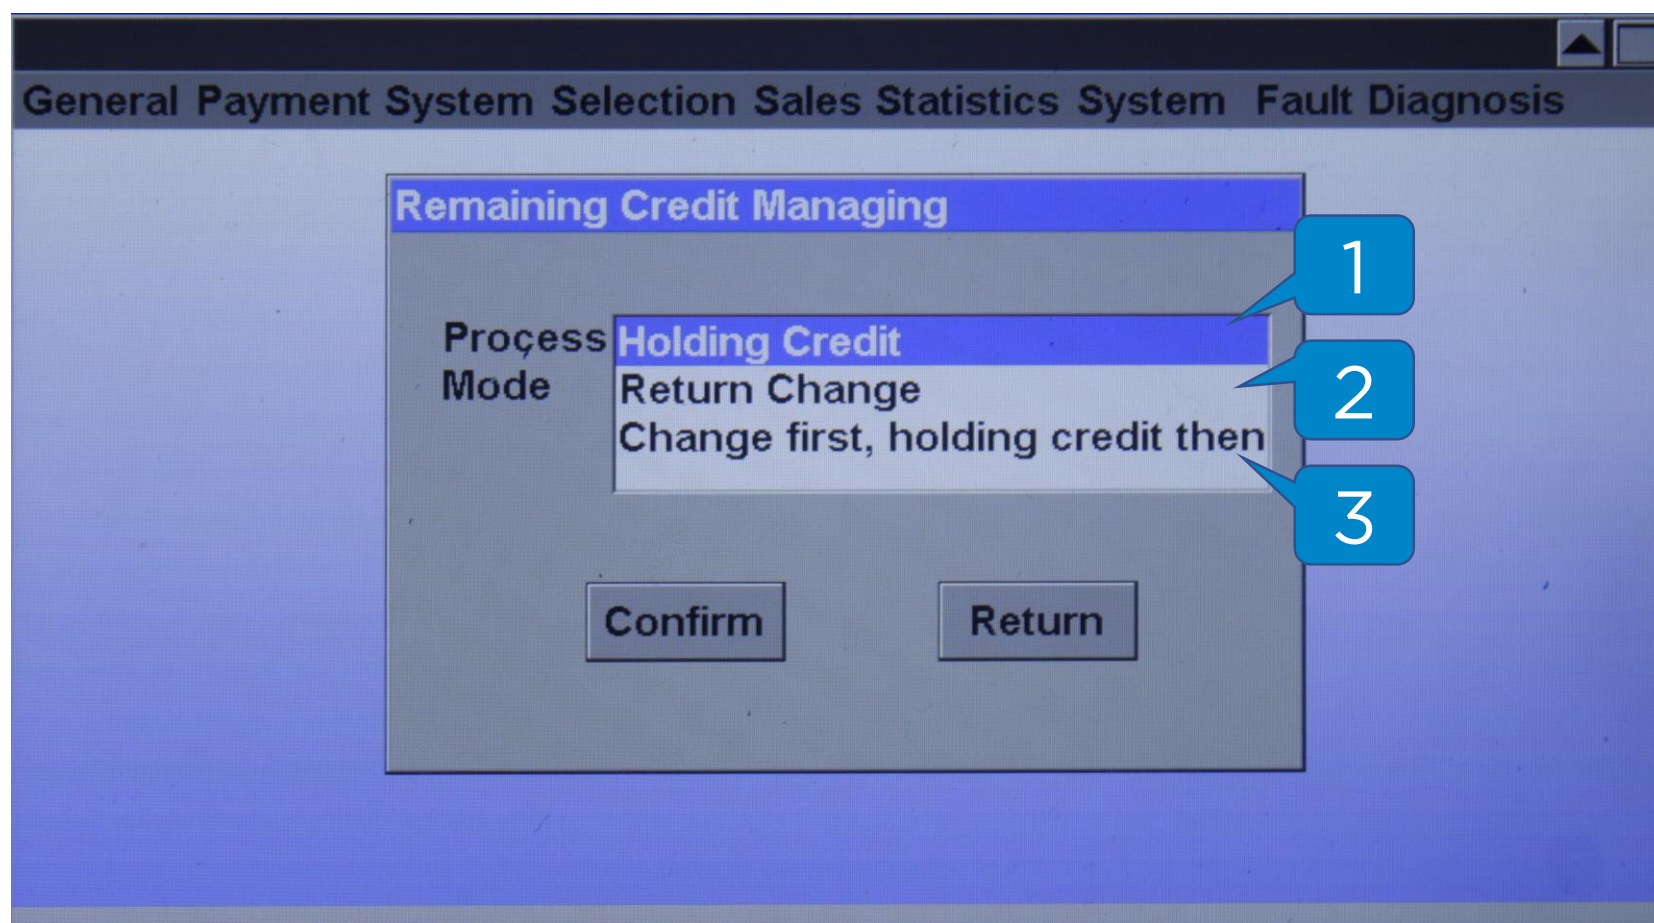 General Payment System Selection Sales Statistics System Fault Diagnosis
Remaining Credit Managing
1
Process Holding Credit
2
Mode Return Change
Change first, holding credit then
3
Confirm Return